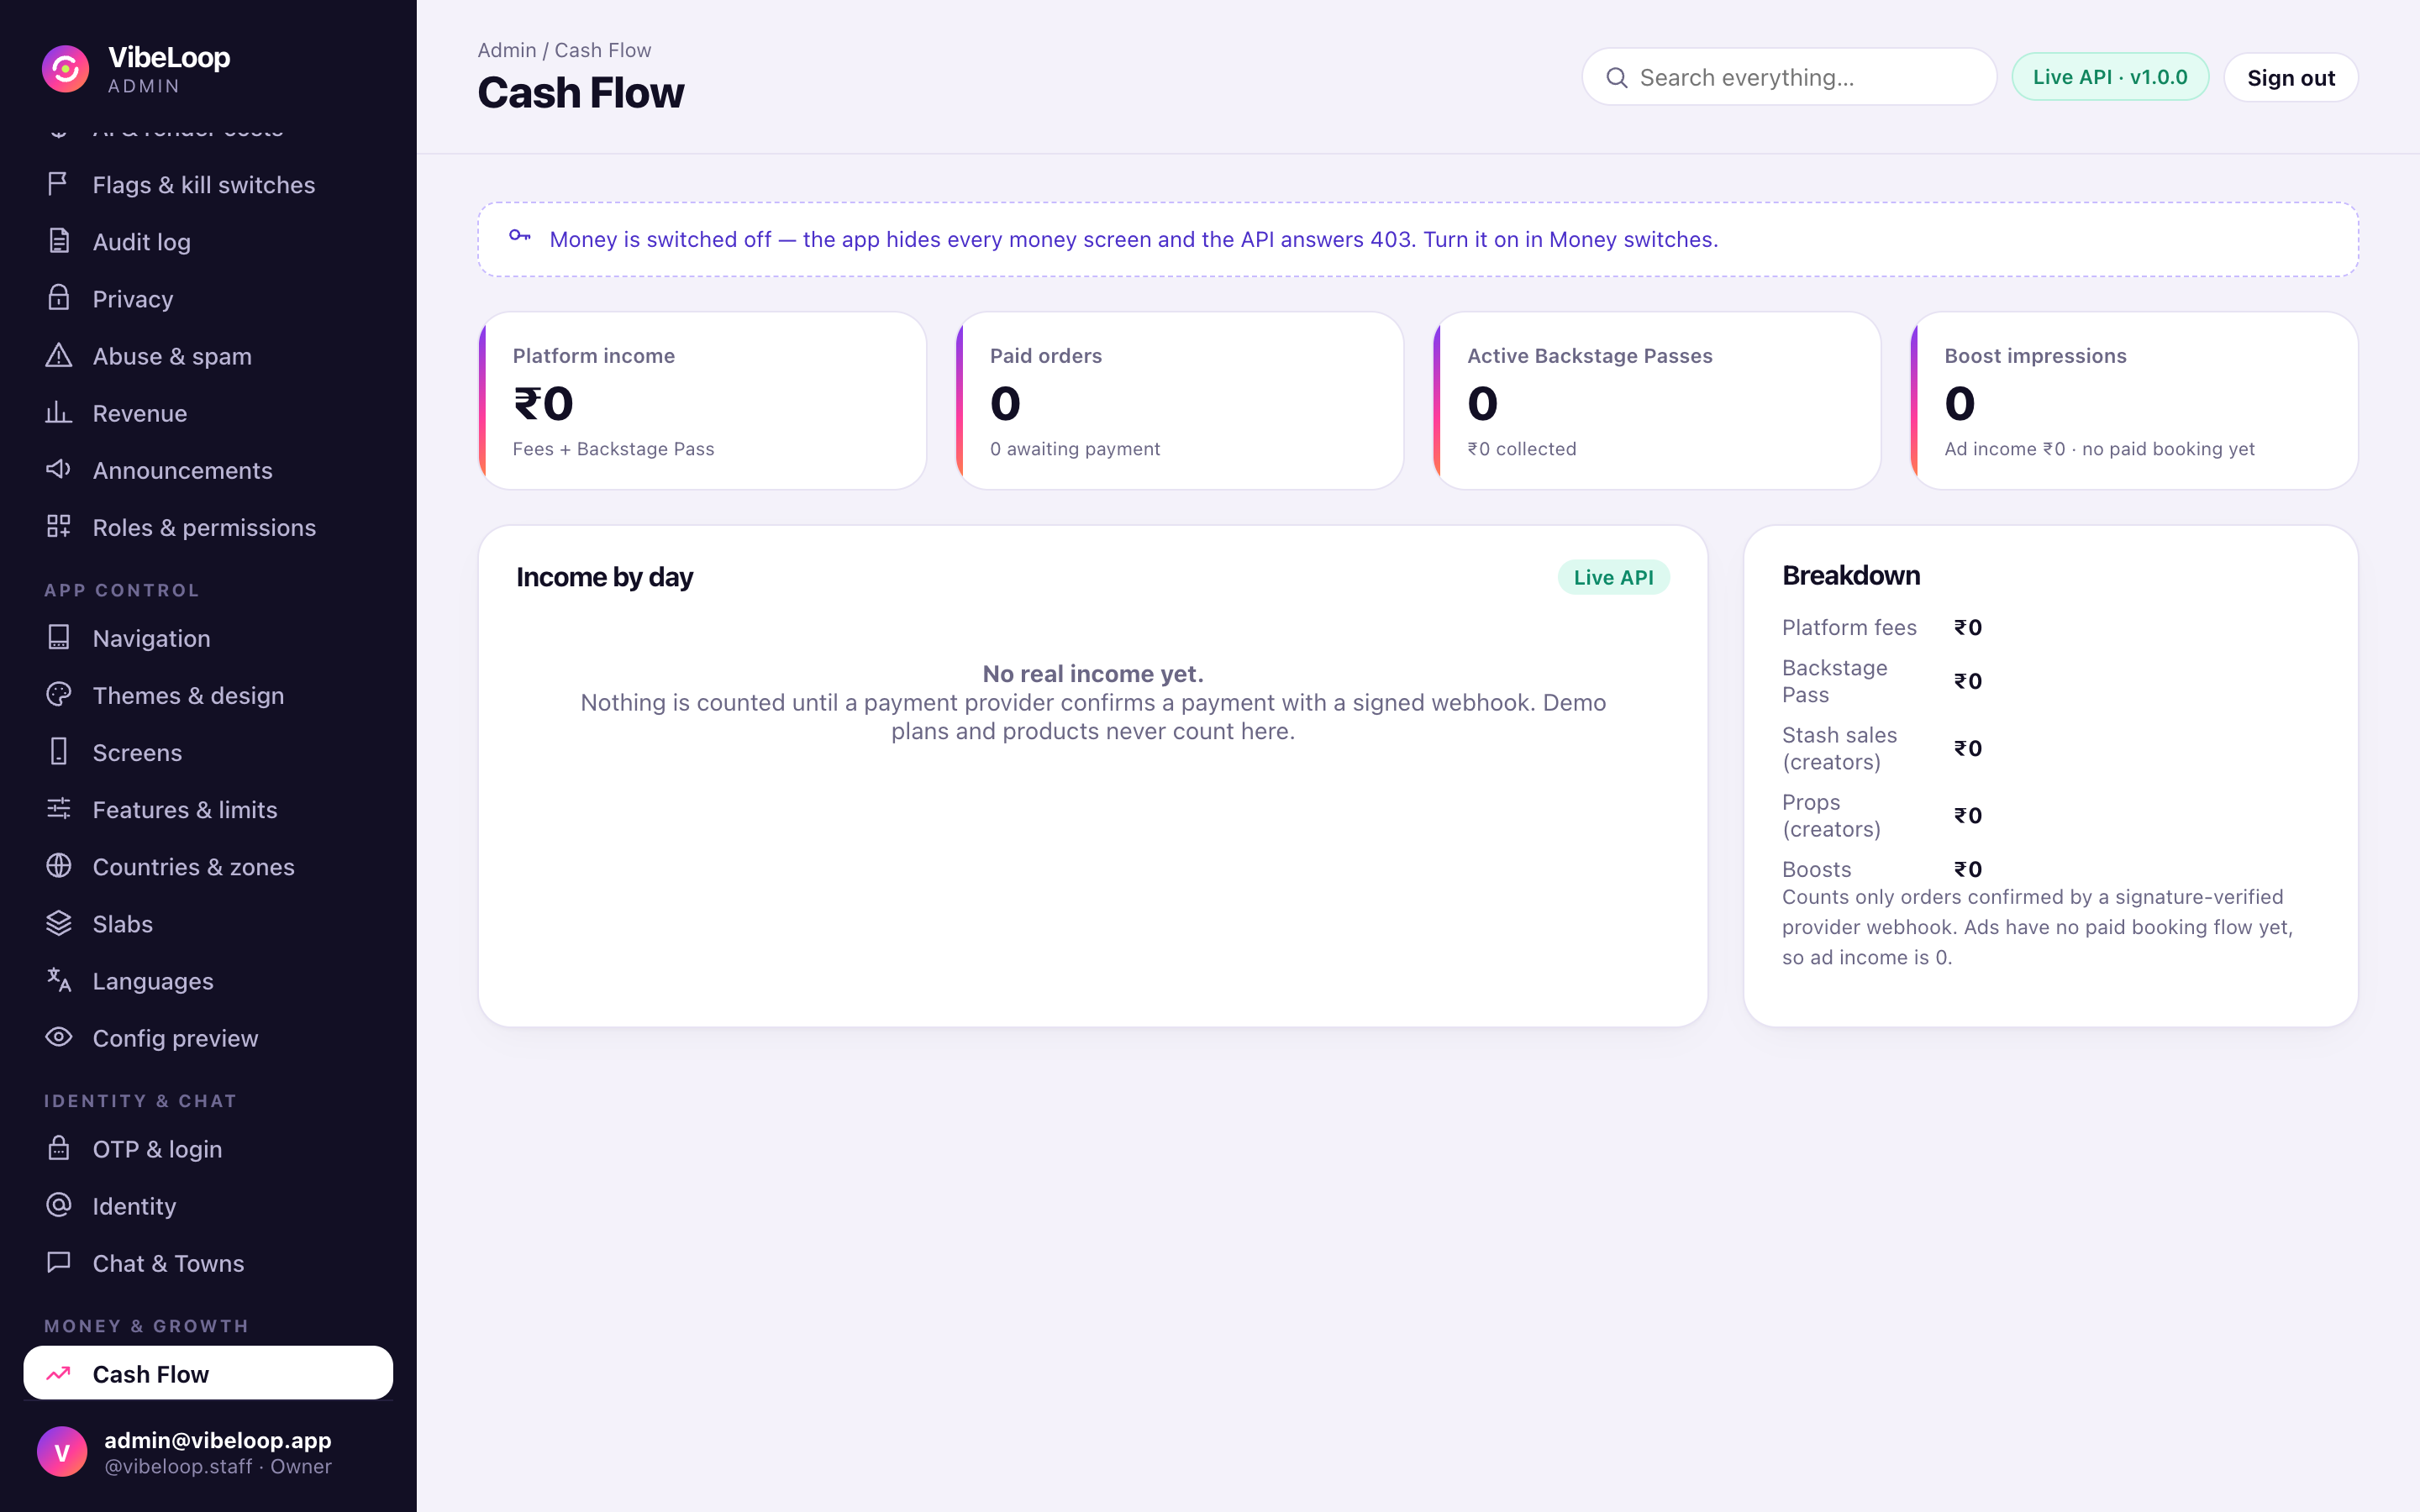 VibeLoop
ADMIN
AI & render costs
Flags & kill switches
Audit log
Privacy
Abuse & spam
Revenue
Announcements
Roles & permissions
APP CONTROL
Navigation
Themes & design
Screens
Features & limits
Countries & zones
Slabs
Languages
Config preview
IDENTITY & CHAT
OTP & login
Identity
Chat & Towns
MONEY & GROWTH
Cash Flow
V
admin@vibeloop.app
@vibeloop.staff · Owner
Admin / Cash Flow
Cash Flow
Search everything...
Live API · v1.0.0
Sign out
Money is switched off — the app hides every money screen and the API answers 403. Turn it on in Money switches.
Platform income
₹0
Fees + Backstage Pass
Paid orders
0
0 awaiting payment
Active Backstage Passes
0
₹0 collected
Boost impressions
0
Ad income ₹0 · no paid booking yet
Income by day
Live API
No real income yet.
Nothing is counted until a payment provider confirms a payment with a signed webhook. Demo
plans and products never count here.
Breakdown
Platform fees ₹0
Backstage
Pass ₹0
Stash sales
(creators) ₹0
Props
(creators) ₹0
Boosts ₹0
Counts only orders confirmed by a signature-verified
provider webhook. Ads have no paid booking flow yet,
so ad income is 0.